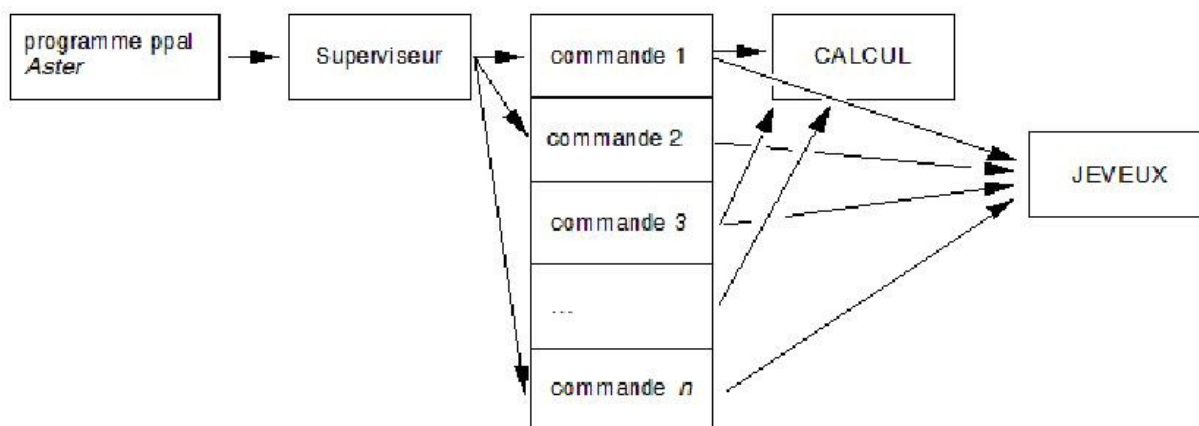 programme ppal
Aster
Superviseur
commande 1
CALCUL
commande 2
JEVEUX
commande 3
...
commande n